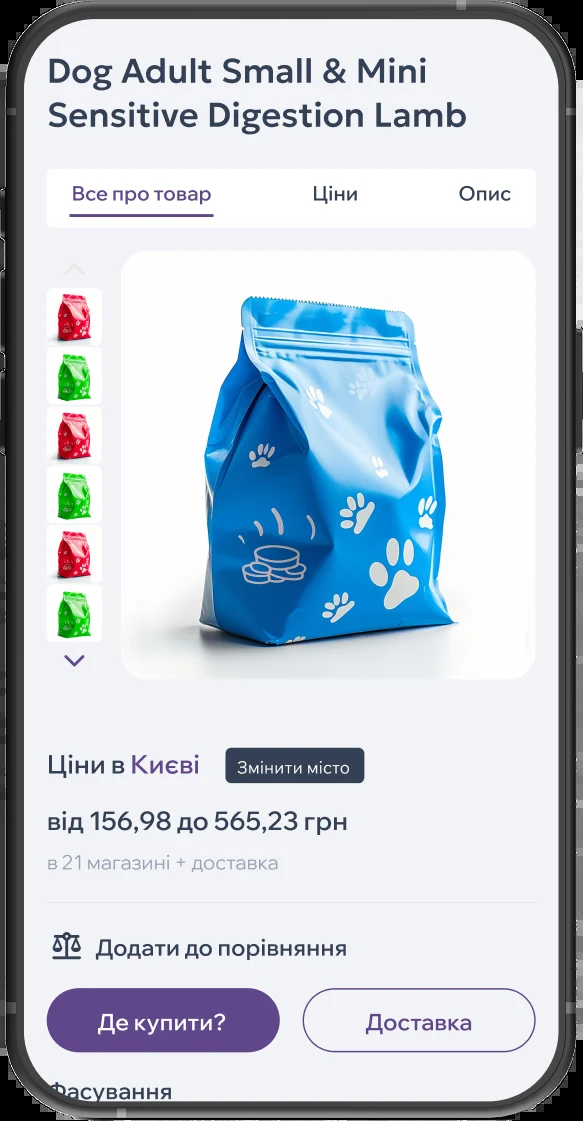 Dog Adult Small & Mini
Sensitive Digestion Lamb
Все про товар Ціни Опис
Ціни в Києві Змінити місто
від 156,98 до 565,23 грн
в 21 магазині + доставка
Додати до порівняння
Де купити? Доставка
Фасування